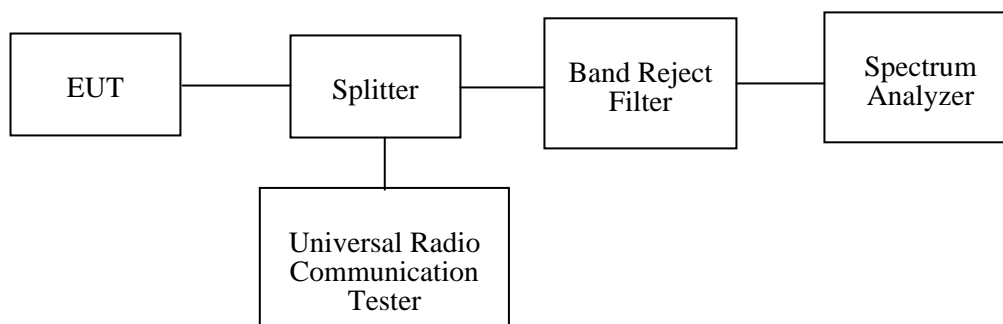 EUT
Splitter
Band Reject
Filter
Spectrum
Analyzer
Universal Radio
Communication
Tester